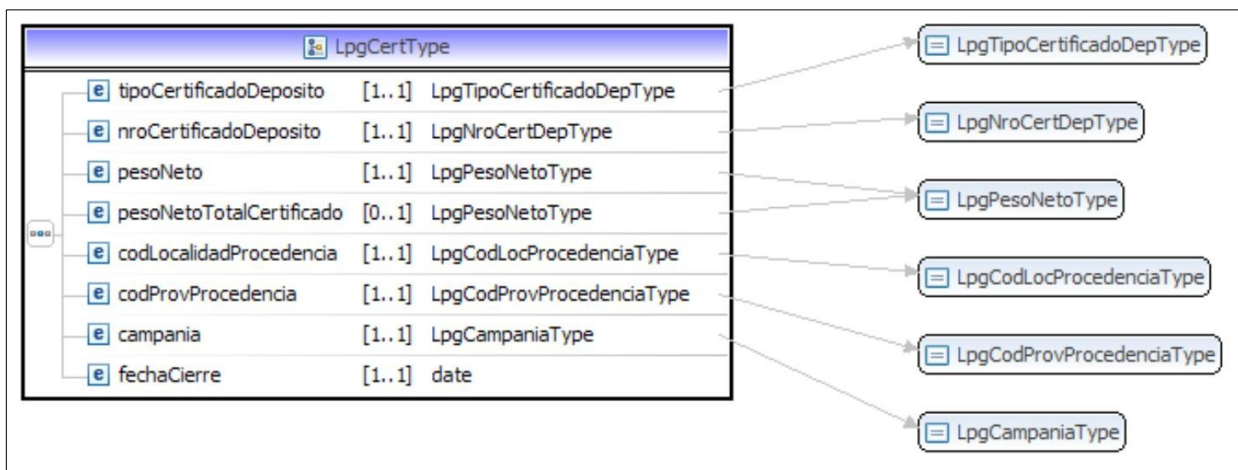 LpgCertType
tipoCertificadoDeposito [1..1] LpgTipoCertificadoDepType
nroCertificadoDeposito [1..1] LpgNroCertDepType
pesoNeto [1..1] LpgPesoNetoType
pesoNetoTotalCertificado [0..1] LpgPesoNetoType
codLocalidadProcedencia [1..1] LpgCodLocProcedenciaType
codProvProcedencia [1..1] LpgCodProvProcedenciaType
campania [1..1] LpgCampaniaType
fechaCierre [1..1] date
LpgTipoCertificadoDepType
LpgNroCertDepType
LpgPesoNetoType
LpgCodLocProcedenciaType
LpgCodProvProcedenciaType
LpgCampaniaType